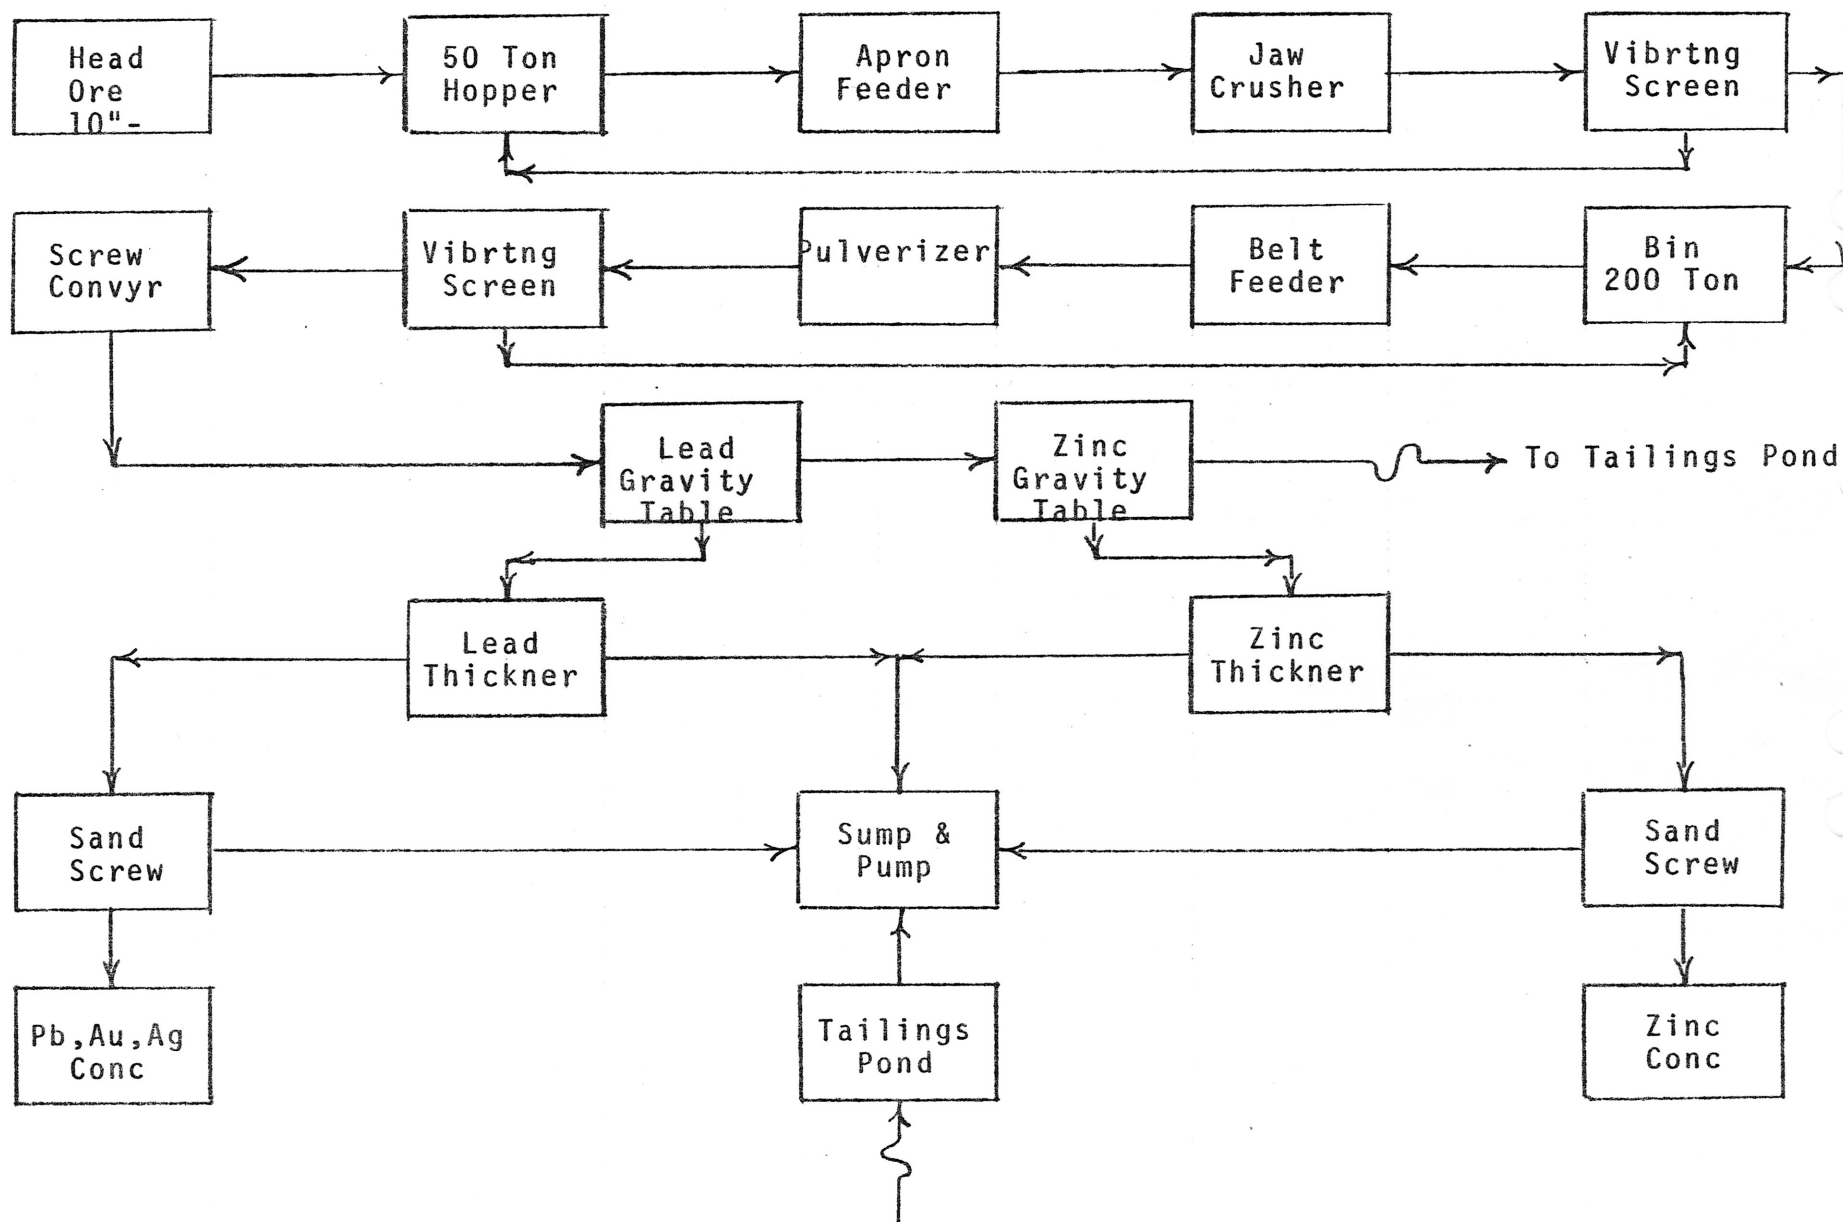 Head
Ore
10"-
50 Ton
Hopper
Apron
Feeder
Jaw
Crusher
Vibrtng
Screen
Screw
Convyr
Vibrtng
Screen
Pulverizer
Belt
Feeder
Bin
200 Ton
Lead
Gravity
Table
Zinc
Gravity
Table
To Tailings Pond
Lead
Thickner
Zinc
Thickner
Sand
Screw
Sump &
Pump
Sand
Screw
Pb,Au,Ag
Conc
Tailings
Pond
Zinc
Conc